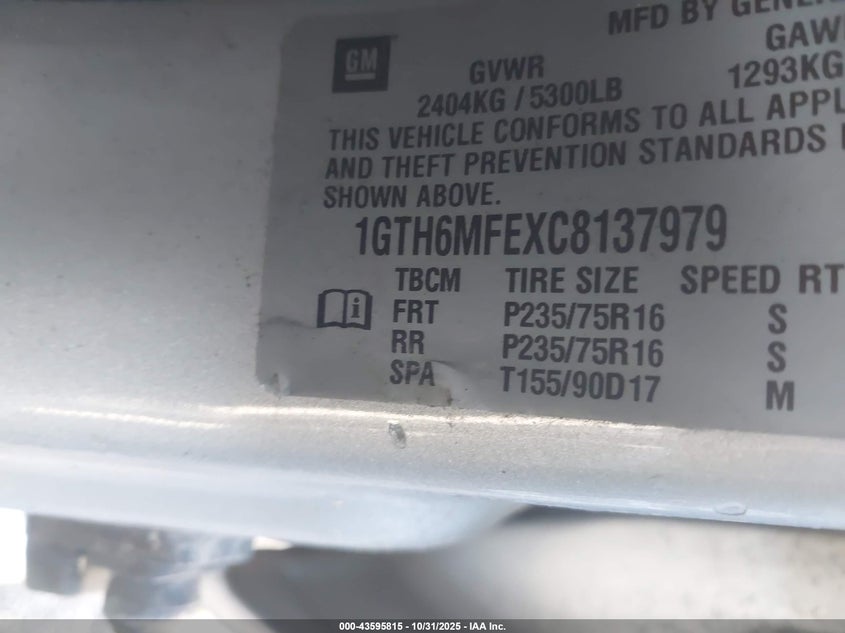 MFD BY GENER
GM
GVWR
GAW
2404KG / 5300LB
1293KG
THIS VEHICLE CONFORMS TO ALL APPL
AND THEFT PREVENTION STANDARDS
SHOWN ABOVE.
1GTH6MFEXC8137979
TBCM TIRE SIZE SPEED RT
FRT P235/75R16 S
RR P235/75R16 S
SPA T155/90D17 M
000-43595815 - 10/31/2025 - IAA Inc.